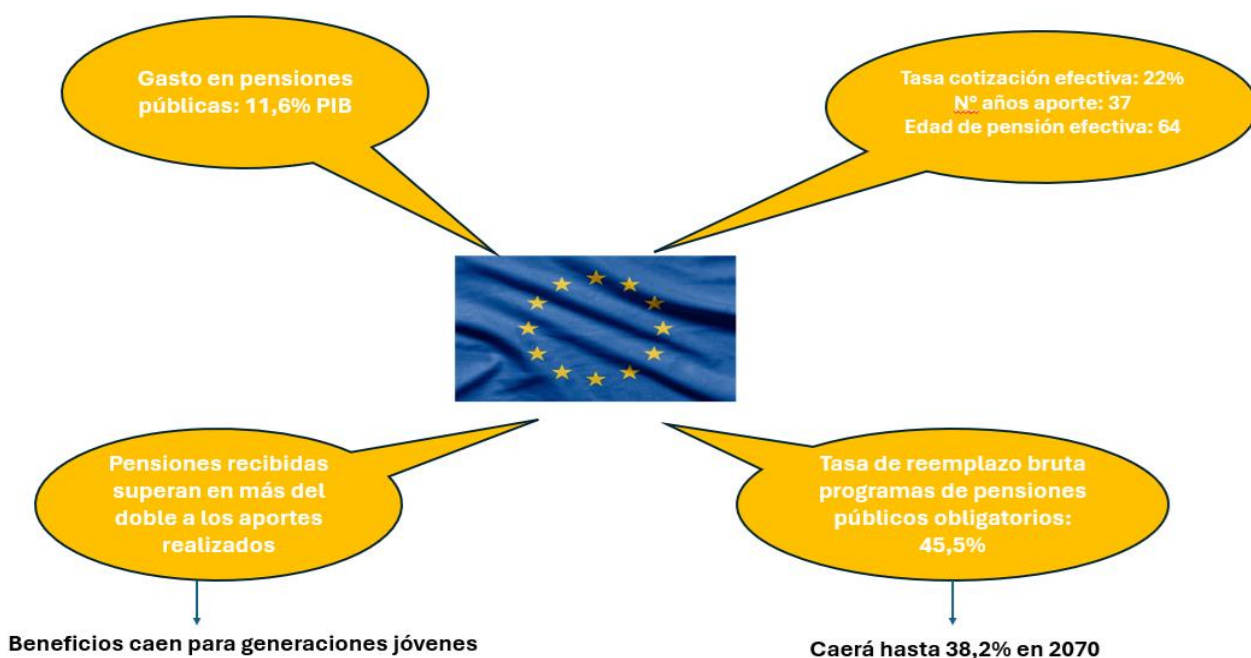 Gasto en pensiones
públicas: 11,6% PIB
Tasa cotización efectiva: 22%
N° años aporte: 37
Edad de pensión efectiva: 64
Pensiones recibidas
superan en más del
doble a los aportes
realizados
Tasa de reemplazo bruta
programas de pensiones
públicos obligatorios:
45,5%
Beneficios caen para generaciones jóvenes
Caerá hasta 38,2% en 2070